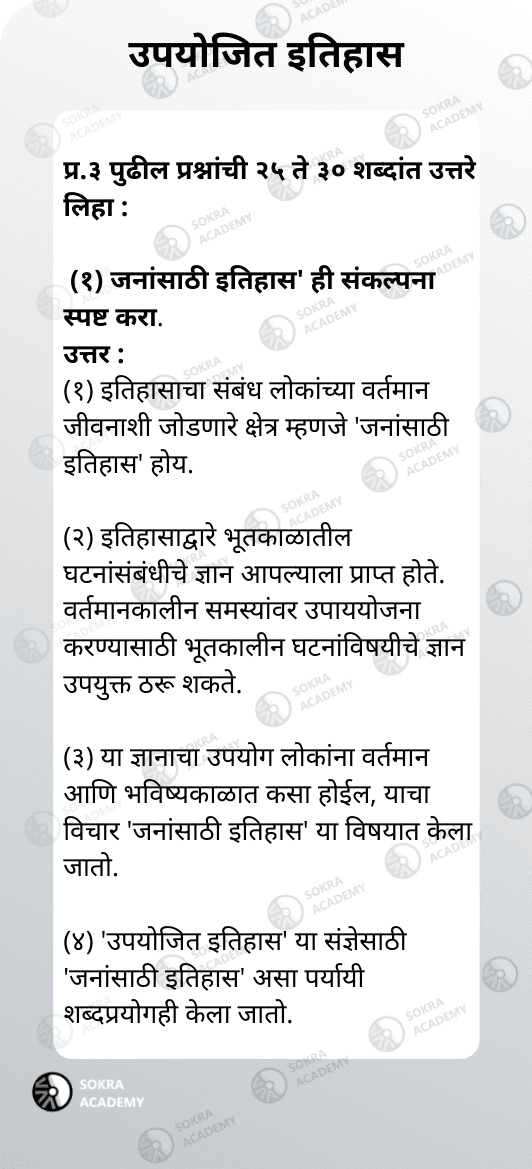 उपयोजित इतिहास
प्र.३ पुढील प्रश्नांची २५ ते ३० शब्दांत उत्तरे
लिहा :
(१) जनांसाठी इतिहास' ही संकल्पना
स्पष्ट करा.
उत्तर :
(१) इतिहासाचा संबंध लोकांच्या वर्तमान
जीवनाशी जोडणारे क्षेत्र म्हणजे 'जनांसाठी
इतिहास' होय.
(२) इतिहासाद्वारे भूतकाळातील
घटनांसंबंधीचे ज्ञान आपल्याला प्राप्त होते.
वर्तमानकालीन समस्यांवर उपाययोजना
करण्यासाठी भूतकालीन घटनांविषयीचे ज्ञान
उपयुक्त ठरू शकते.
(३) या ज्ञानाचा उपयोग लोकांना वर्तमान
आणि भविष्यकाळात कसा होईल, याचा
विचार 'जनांसाठी इतिहास' या विषयात केला
जातो.
(४) 'उपयोजित इतिहास' या संज्ञेसाठी
'जनांसाठी इतिहास' असा पर्यायी
शब्दप्रयोगही केला जातो.
SOKRA
ACADEMY